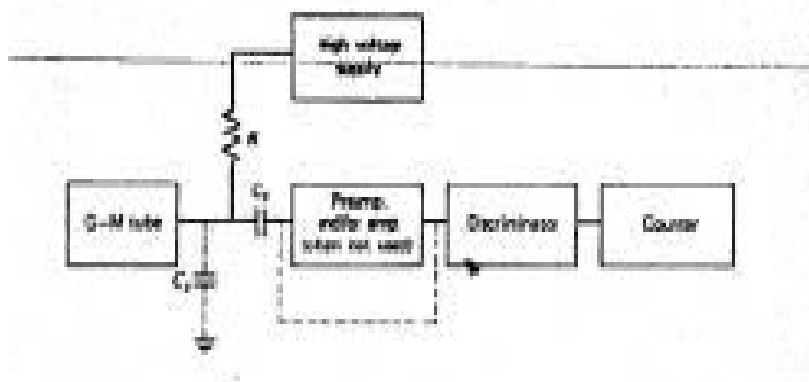 High voltage
supply
R
G-M tube
C
Preamp.
and/or amp
(when not used)
Discriminator
Counter
C